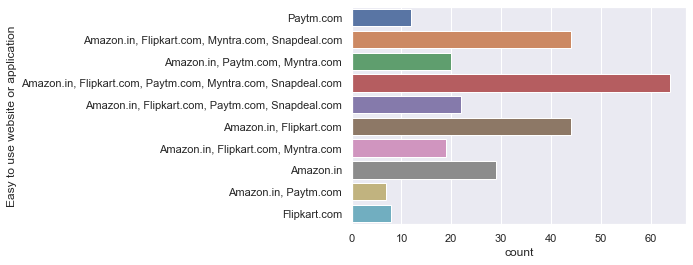 Easy to use website or application
Paytm.com
Amazon.in, Flipkart.com, Myntra.com, Snapdeal.com
Amazon.in, Paytm.com, Myntra.com
Amazon.in, Flipkart.com, Paytm.com, Myntra.com, Snapdeal.com
Amazon.in, Flipkart.com, Paytm.com, Snapdeal.com
Amazon.in, Flipkart.com
Amazon.in, Flipkart.com, Myntra.com
Amazon.in
Amazon.in, Paytm.com
Flipkart.com
0 10 20 30 40 50 60
count